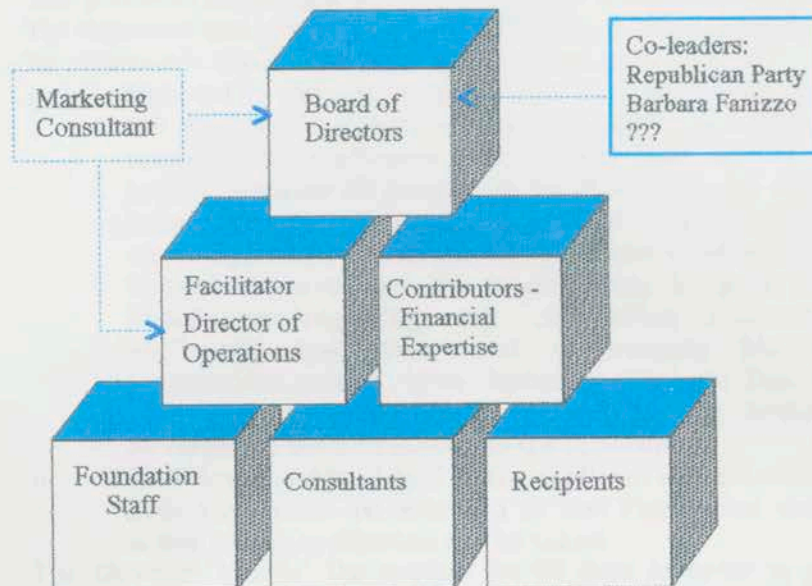 Co-leaders:
Republican Party
Barbara Fanizzo
???
Marketing
Consultant
Board of
Directors
Facilitator
Director of
Operations
Contributors -
Financial
Expertise
Foundation
Staff
Consultants
Recipients